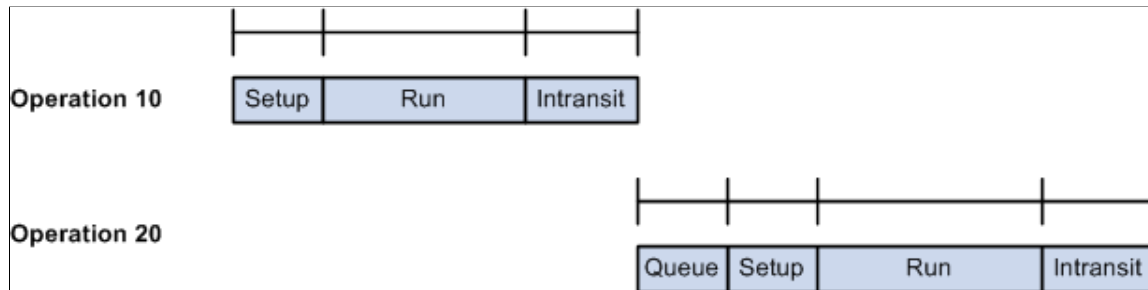 Operation 10 Setup Run Intransit
Operation 20
Queue Setup Run Intransit